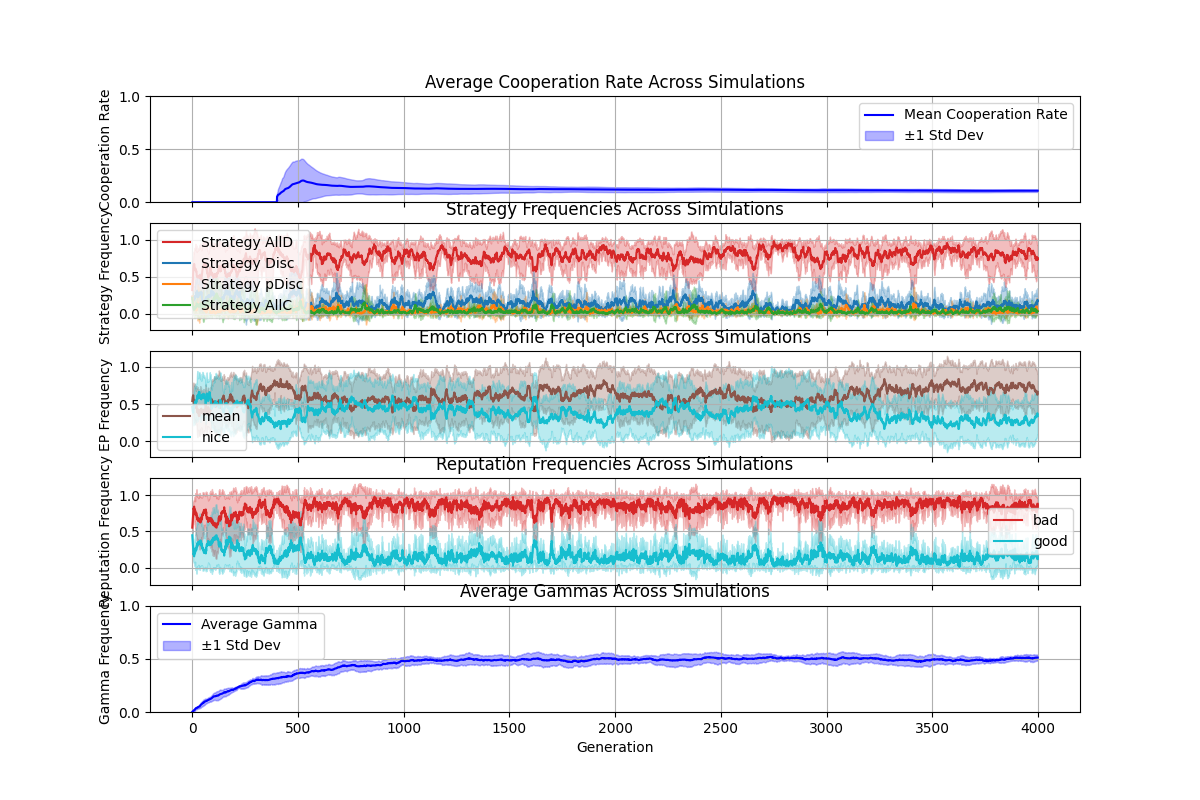 Average Cooperation Rate Across Simulations
Cooperation Rate
1.0
0.5
0.0
Mean Cooperation Rate
±1 Std Dev
Strategy Frequencies Across Simulations
Strategy Frequency
1.0
0.5
0.0
Strategy AllD
Strategy Disc
Strategy pDisc
Strategy AllC
Emotion Profile Frequencies Across Simulations
EP Frequency
1.0
0.5
0.0
mean
nice
Reputation Frequencies Across Simulations
Reputation Frequency
1.0
0.5
0.0
bad
good
Average Gammas Across Simulations
Gamma Frequency
1.0
0.5
0.0
Average Gamma
±1 Std Dev
0 500 1000 1500 2000 2500 3000 3500 4000
Generation